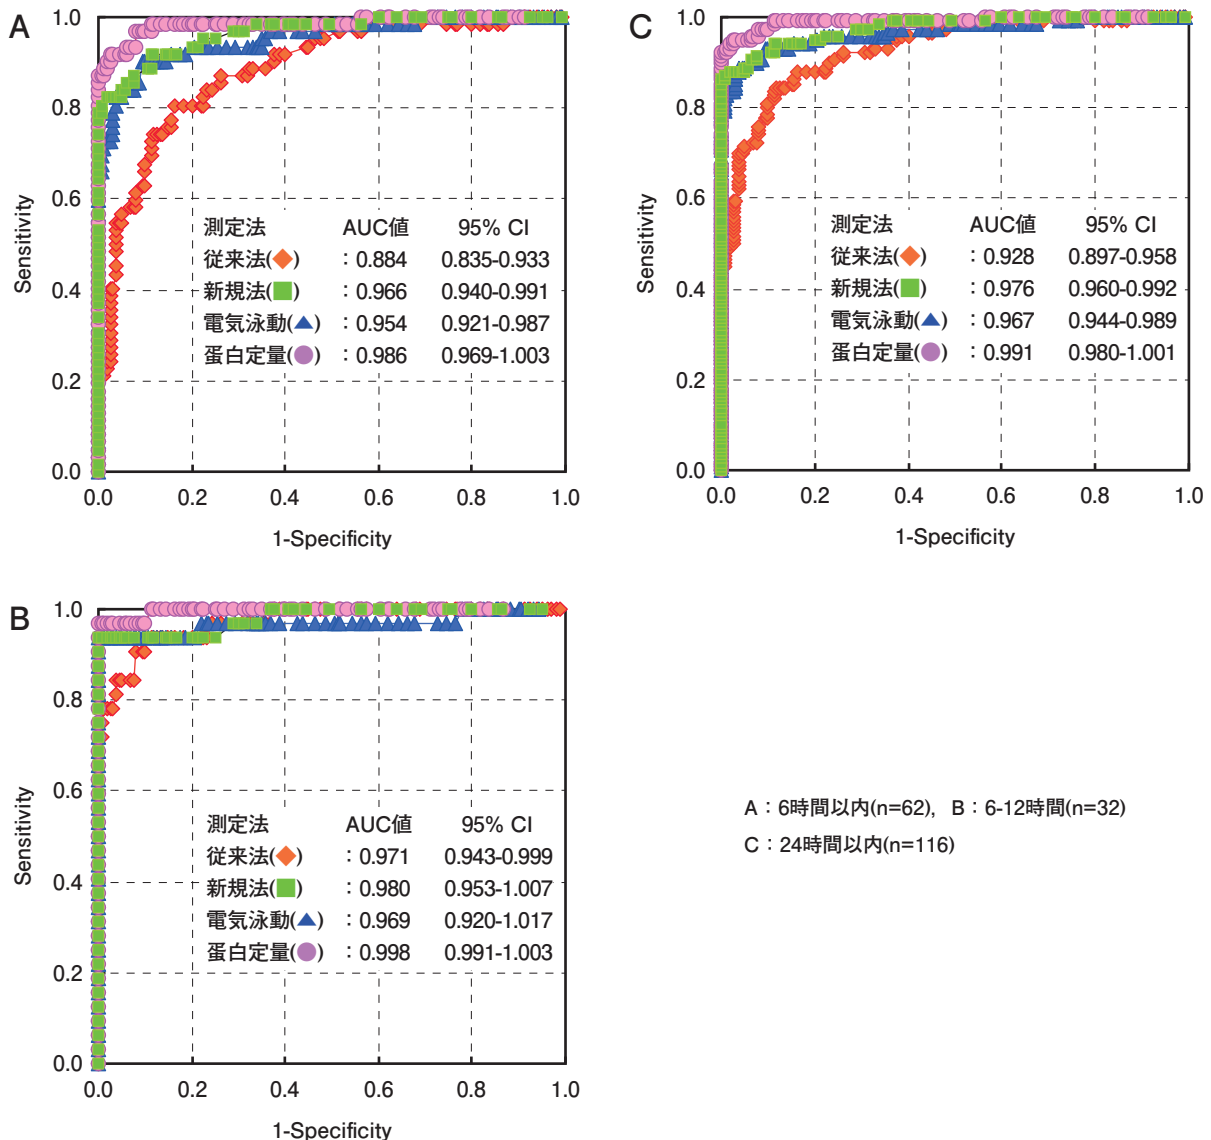 A
1.0
0.8
0.6
0.4
0.2
0.0
Sensitivity
測定法 AUC値 95% CI
従来法(◆) :0.884 0.835-0.933
新規法(■) :0.966 0.940-0.991
電気泳動(▲) :0.954 0.921-0.987
蛋白定量(●) :0.986 0.969-1.003
0.0 0.2 0.4 0.6 0.8 1.0
1-Specificity
C
1.0
0.8
0.6
0.4
0.2
0.0
Sensitivity
測定法 AUC値 95% CI
従来法(◆) :0.928 0.897-0.958
新規法(■) :0.976 0.960-0.992
電気泳動(▲) :0.967 0.944-0.989
蛋白定量(●) :0.991 0.980-1.001
0.0 0.2 0.4 0.6 0.8 1.0
1-Specificity
B
1.0
0.8
0.6
0.4
0.2
0.0
Sensitivity
測定法 AUC値 95% CI
従来法(◆) :0.971 0.943-0.999
新規法(■) :0.980 0.953-1.007
電気泳動(▲) :0.969 0.920-1.017
蛋白定量(●) :0.998 0.991-1.003
0.0 0.2 0.4 0.6 0.8 1.0
1-Specificity
A:6時間以内(n=62), B:6-12時間(n=32)
C:24時間以内(n=116)